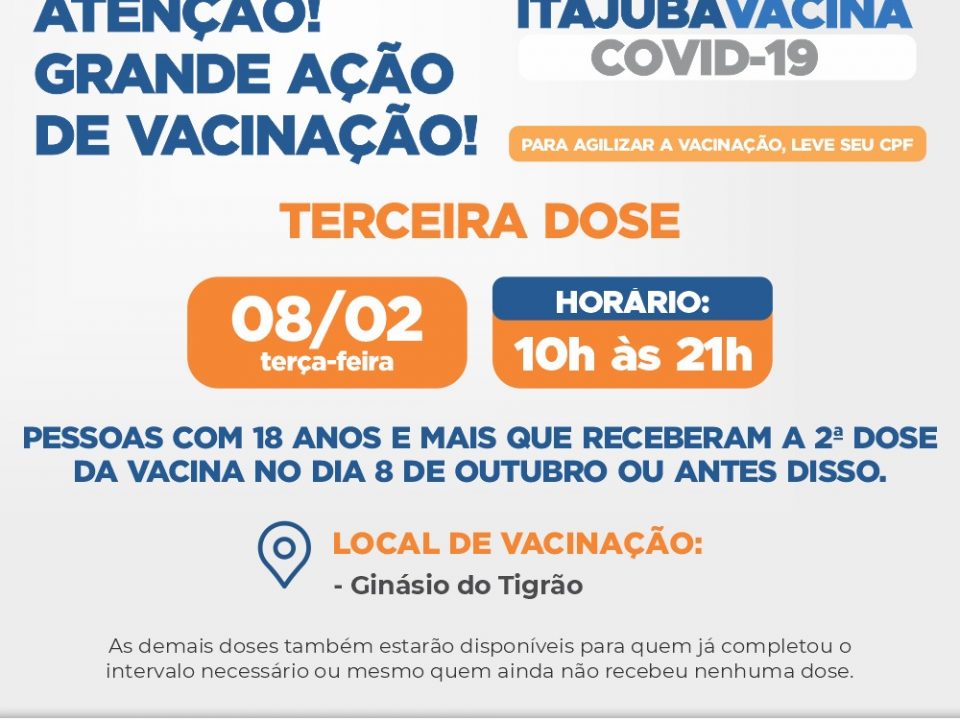 ATENÇÃO!
GRANDE AÇÃO
DE VACINAÇÃO!
ITAJUBÁVACINA
COVID-19
PARA AGILIZAR A VACINAÇÃO, LEVE SEU CPF
TERCEIRA DOSE
08/02
terça-feira
HORÁRIO:
10h às 21h
PESSOAS COM 18 ANOS E MAIS QUE RECEBERAM A 2ª DOSE
DA VACINA NO DIA 8 DE OUTUBRO OU ANTES DISSO.
LOCAL DE VACINAÇÃO:
- Ginásio do Tigrão
As demais doses também estarão disponíveis para quem já completou o
intervalo necessário ou mesmo quem ainda não recebeu nenhuma dose.